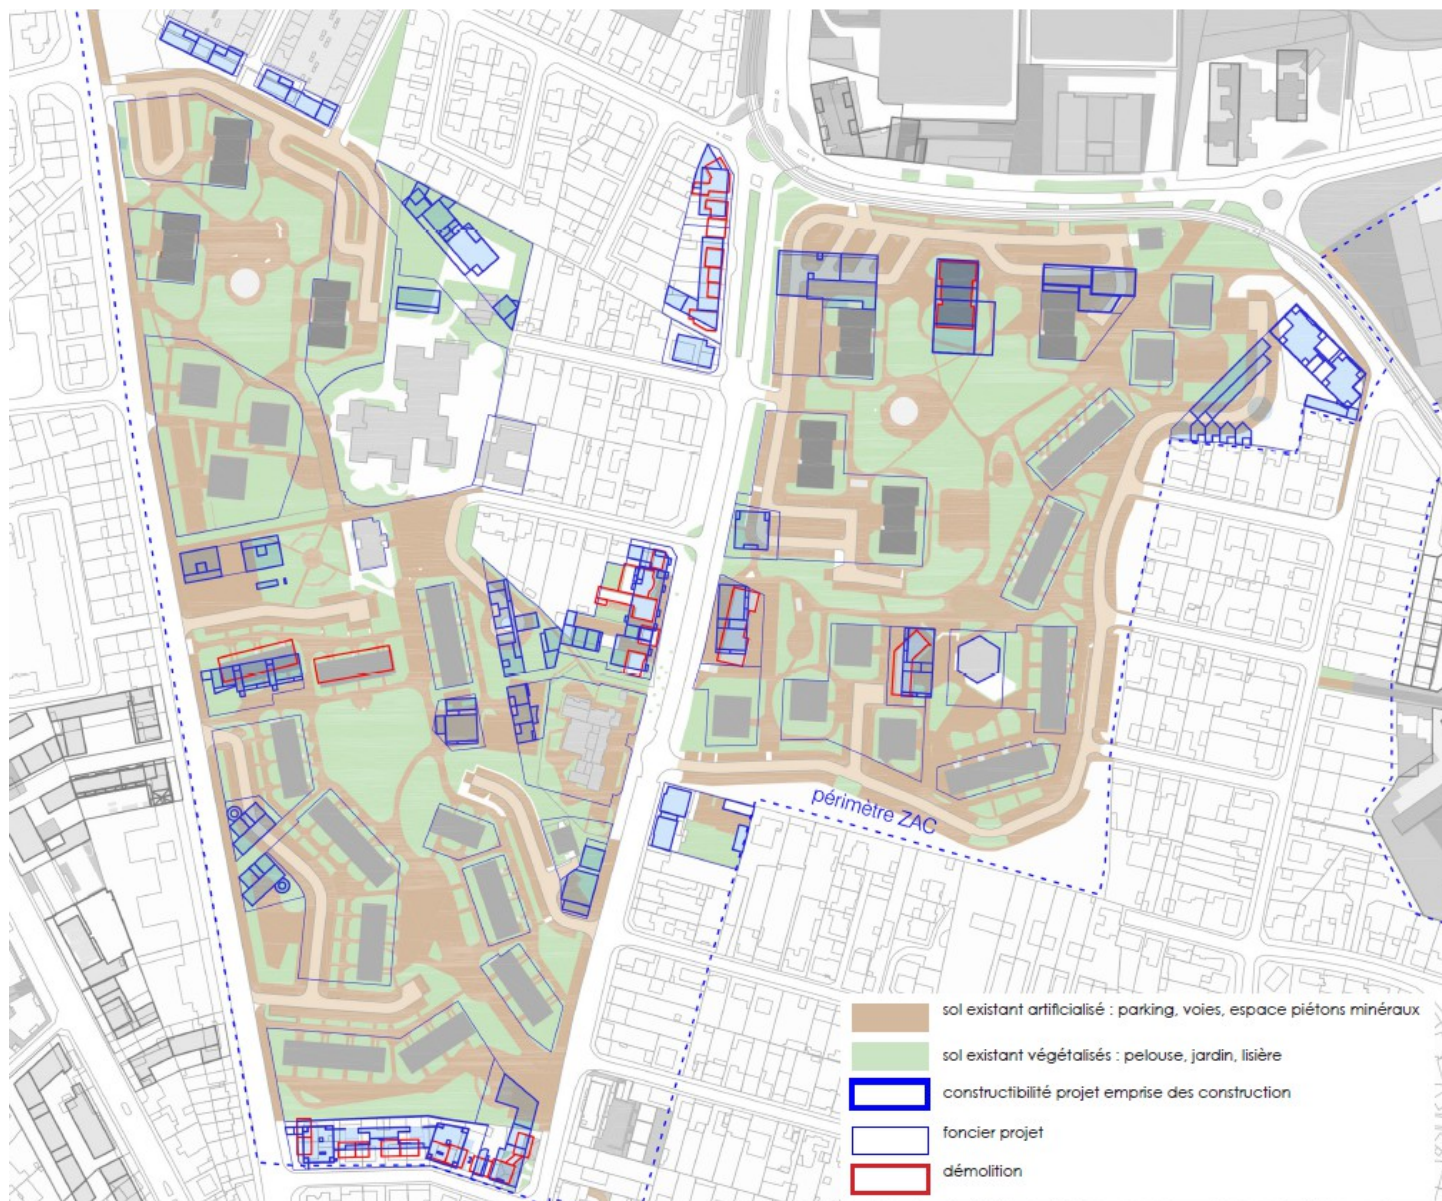 périmètre ZAC
sol existant artificialisé : parking, voies, espace piétons minéraux
sol existant végétalisés : pelouse, jardin, lisière
constructibilité projet emprise des construction
foncier projet
démolition